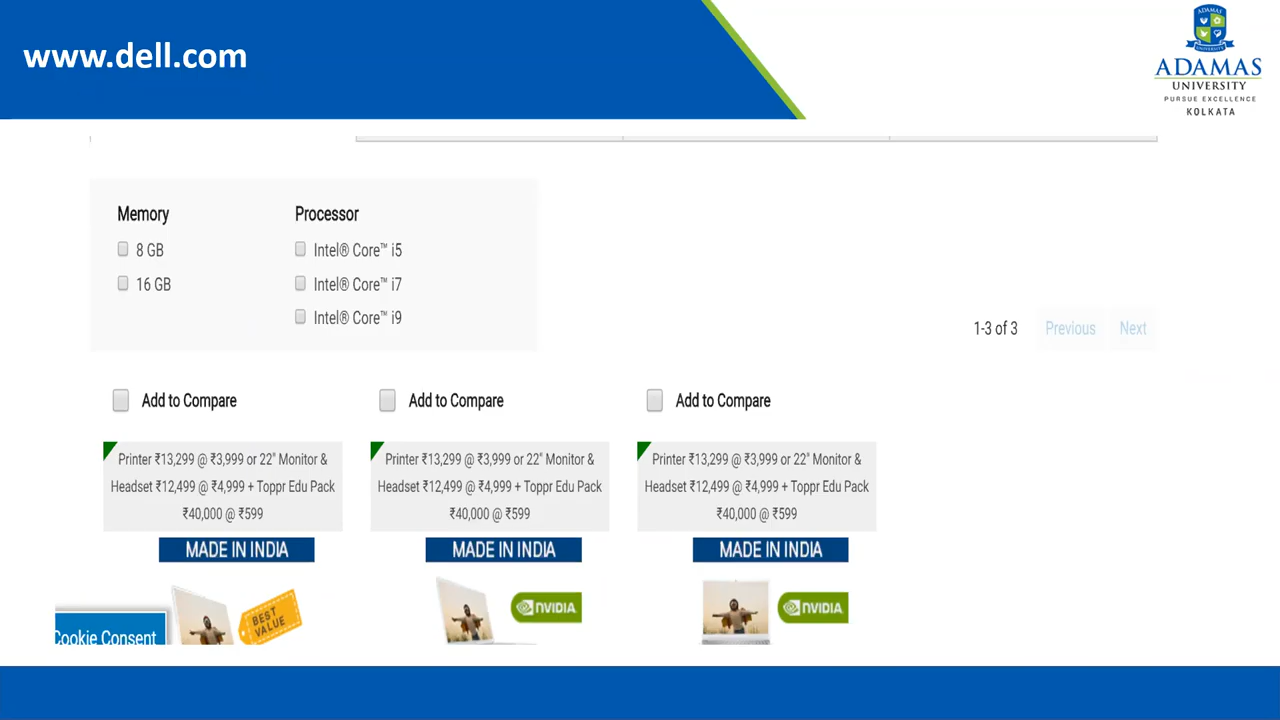 www.dell.com
ADAMAS
UNIVERSITY
ADAMAS
UNIVERSITY
PURSUE EXCELLENCE
KOLKATA
Memory
Processor
8 GB
Intel® Core™ i5
16 GB
Intel® Core™ i7
Intel® Core™ i9
1-3 of 3 Previous Next
Add to Compare
Add to Compare
Add to Compare
Printer ₹13,299 @ ₹3,999 or 22" Monitor &
Headset ₹12,499 @ ₹4,999 + Toppr Edu Pack
₹40,000 @ ₹599
Printer ₹13,299 @ ₹3,999 or 22" Monitor &
Headset ₹12,499 @ ₹4,999 + Toppr Edu Pack
₹40,000 @ ₹599
Printer ₹13,299 @ ₹3,999 or 22" Monitor &
Headset ₹12,499 @ ₹4,999 + Toppr Edu Pack
₹40,000 @ ₹599
MADE IN INDIA
MADE IN INDIA
MADE IN INDIA
BEST
VALUE
NVIDIA
NVIDIA
Cookie Consent